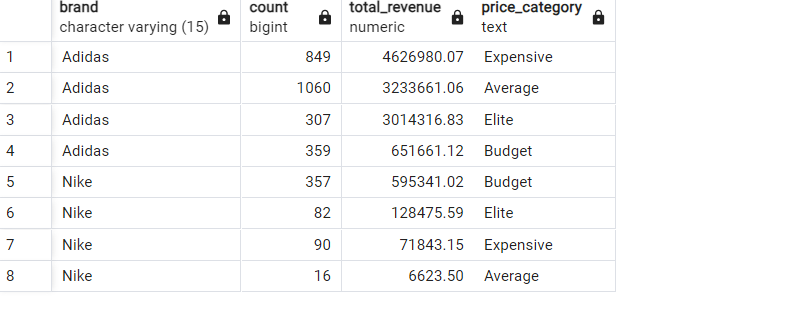 brand count total_revenue price_category
character varying (15) bigint numeric text
1 Adidas 849 4626980.07 Expensive
2 Adidas 1060 3233661.06 Average
3 Adidas 307 3014316.83 Elite
4 Adidas 359 651661.12 Budget
5 Nike 357 595341.02 Budget
6 Nike 82 128475.59 Elite
7 Nike 90 71843.15 Expensive
8 Nike 16 6623.50 Average